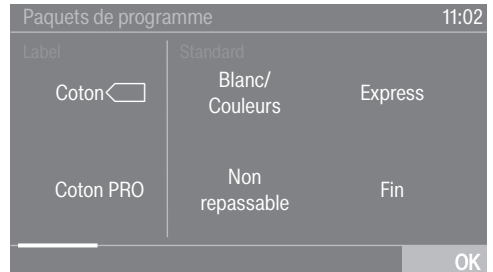 Paquets de programme 11:02
Label Standard
Coton
Blanc/
Couleurs
Express
Coton PRO
Non
repassable
Fin
OK